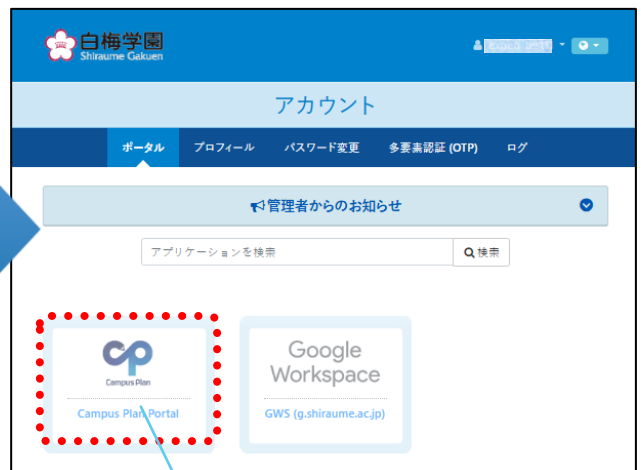 白梅学園
Shiraume Gakuen
アカウント
ポータル プロフィール パスワード変更 多要素認証 (OTP) ログ
管理者からのお知らせ
アプリケーションを検索 検索
CP
Campus Plan
Campus Plan Portal
Google
Workspace
GWS (g.shiraume.ac.jp)